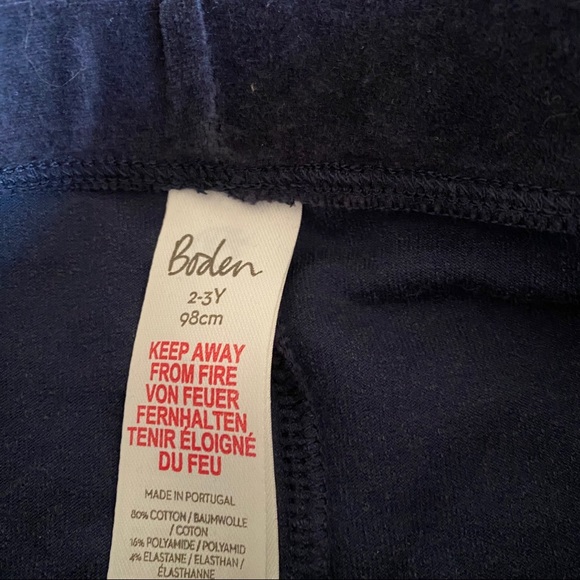 Boden
2-3Y
98cm
KEEP AWAY
FROM FIRE
VON FEUER
FERNHALTEN
TENIR ÉLOIGNÉ
DU FEU
MADE IN PORTUGAL
80% COTTON / BAUMWOLLE
/ COTON
16% POLYAMIDE / POLYAMID
4% ELASTANE / ELASTHAN /
ÉLASTHANNE